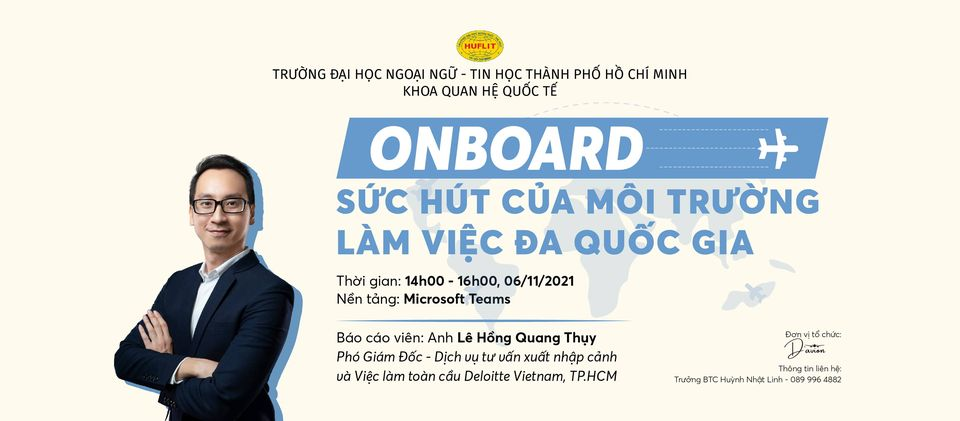 HUFLIT
TRƯỜNG ĐẠI HỌC NGOẠI NGỮ - TIN HỌC THÀNH PHỐ HỒ CHÍ MINH
KHOA QUAN HỆ QUỐC TẾ
ONBOARD
SỨC HÚT CỦA MÔI TRƯỜNG
LÀM VIỆC ĐA QUỐC GIA
Thời gian: 14h00 - 16h00, 06/11/2021
Nền tảng: Microsoft Teams
Báo cáo viên: Anh Lê Hồng Quang Thụy
Phó Giám Đốc - Dịch vụ tư vấn xuất nhập cảnh
và Việc làm toàn cầu Deloitte Vietnam, TP.HCM
Đơn vị tổ chức:
Davion
Thông tin liên hệ:
Trưởng BTC Huỳnh Nhật Linh - 089 996 4882